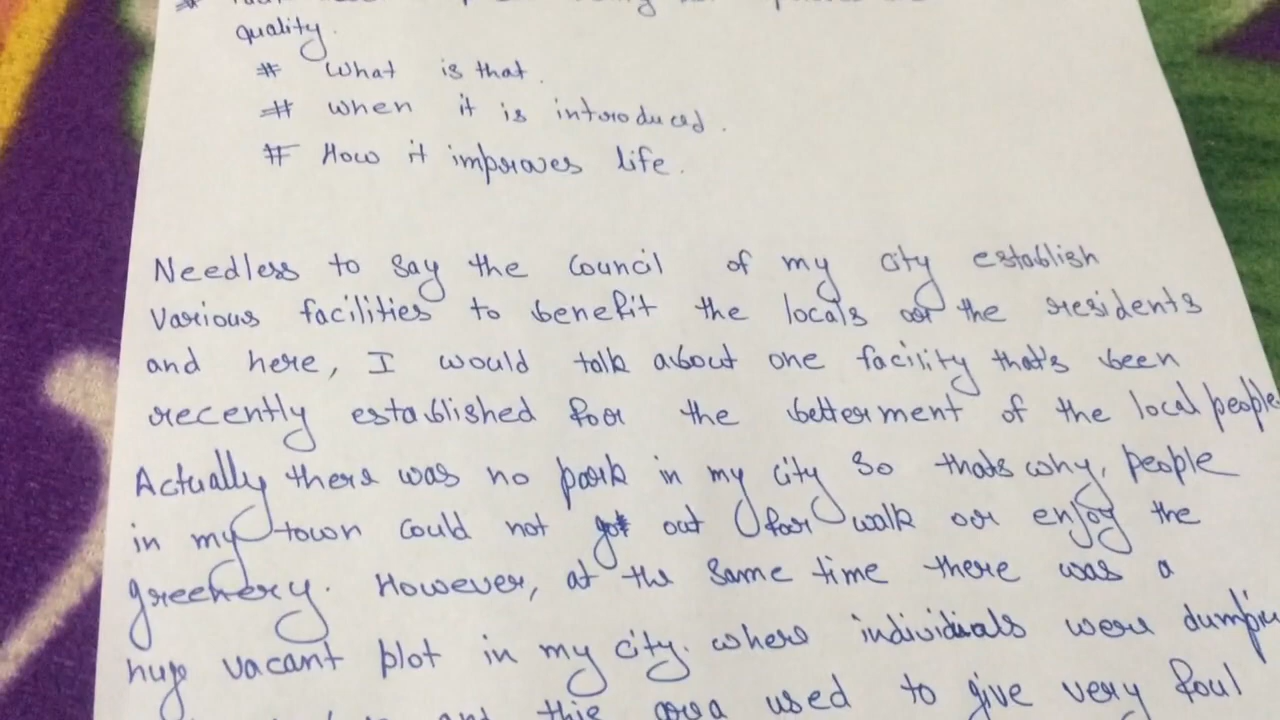 quality.
# What is that.
# when it is introduced.
# How it improves life.
Needless to say the Council of my city establish
various facilities to benefit the locals or the residents
and here, I would talk about one facility that's been
recently established for the betterment of the local people
Actually there was no park in my city so thats why, people
in my town could not got out for walk or enjoy the
greenery. However, at the same time there was a
huge vacant plot in my city. where individuals were
this area used to give very foul